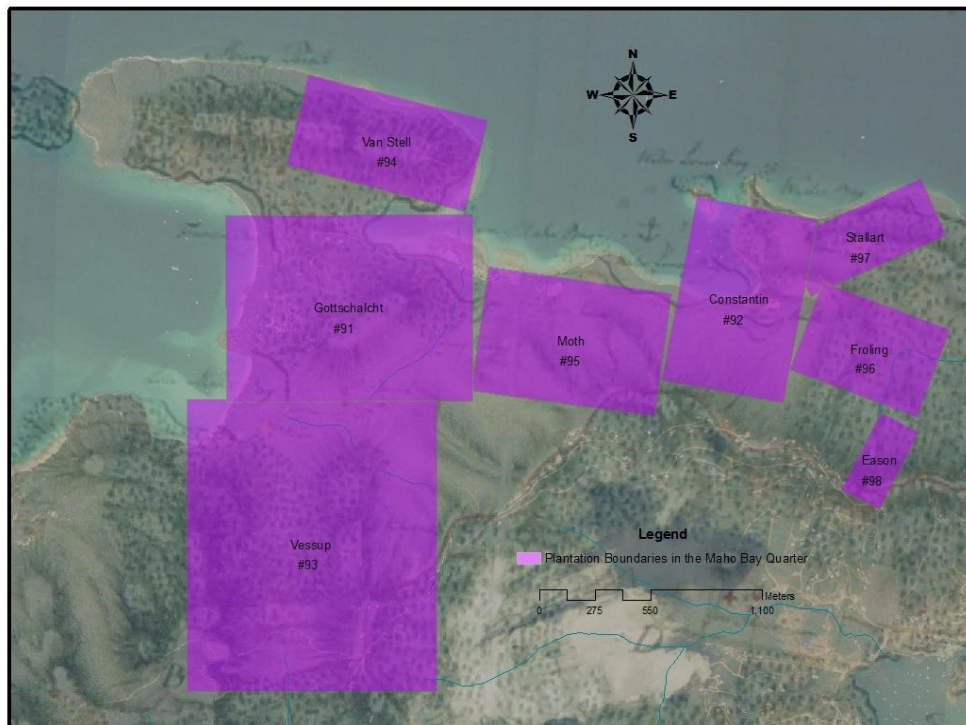 N
W E
S
Van Stell
#94
Stallart
#97
Gottschalcht
#91
Constantin
#92
Moth
#95
Froling
#96
Eason
#98
Vessup
#93
Legend
Plantation Boundaries in the Maho Bay Quarter
Meters
0 275 550 1,100